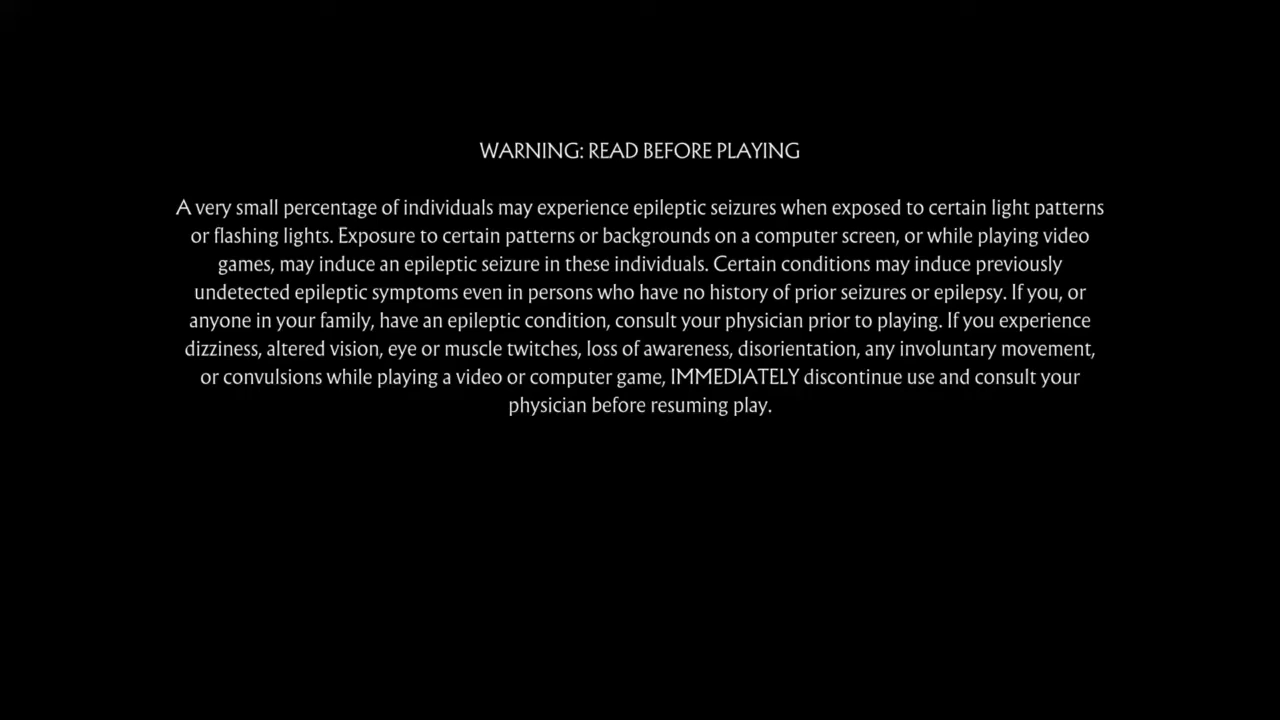 WARNING: READ BEFORE PLAYING
A very small percentage of individuals may experience epileptic seizures when exposed to certain light patterns
or flashing lights. Exposure to certain patterns or backgrounds on a computer screen, or while playing video
games, may induce an epileptic seizure in these individuals. Certain conditions may induce previously
undetected epileptic symptoms even in persons who have no history of prior seizures or epilepsy. If you, or
anyone in your family, have an epileptic condition, consult your physician prior to playing. If you experience
dizziness, altered vision, eye or muscle twitches, loss of awareness, disorientation, any involuntary movement,
or convulsions while playing a video or computer game, IMMEDIATELY discontinue use and consult your
physician before resuming play.